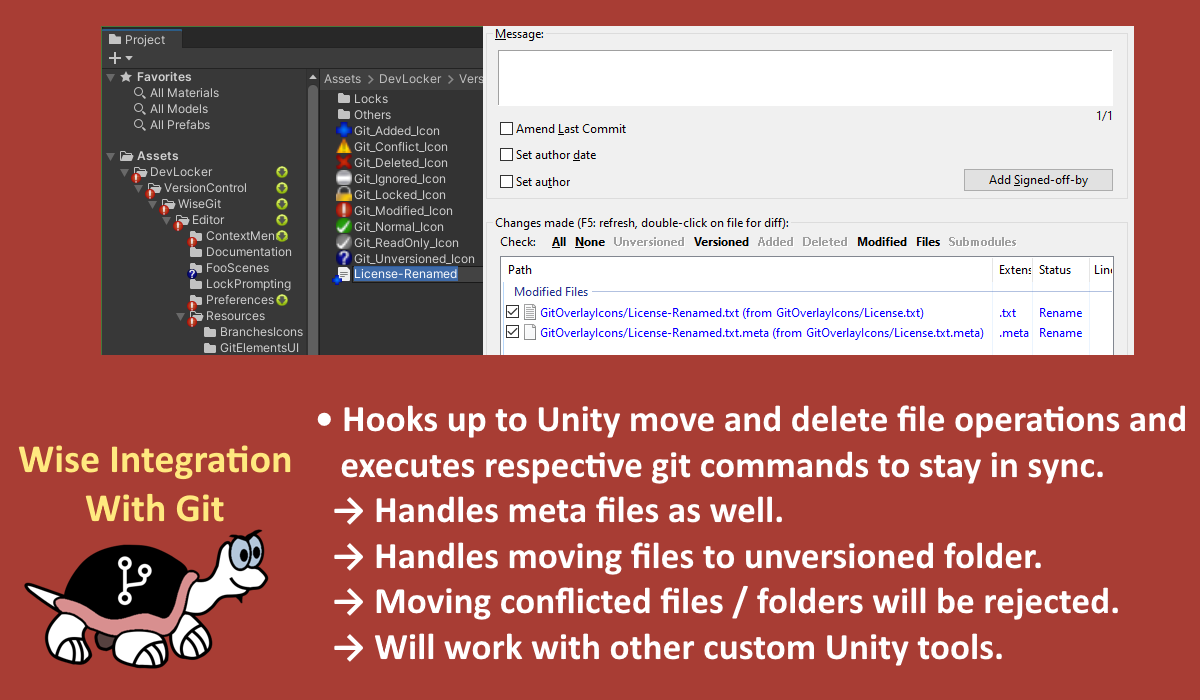 Project
Favorites
All Materials
All Models
All Prefabs
Assets
DevLocker
VersionControl
WiseGit
Editor
ContextMen
Documentation
FooScenes
LockPrompting
Preferences
Resources
BranchesIcons
GitElementsUI
Assets > DevLocker > Vers
Locks
Others
Git_Added_Icon
Git_Conflict_Icon
Git_Deleted_Icon
Git_Ignored_Icon
Git_Locked_Icon
Git_Modified_Icon
Git_Normal_Icon
Git_ReadOnly_Icon
Git_Unversioned_Icon
License-Renamed
Message:
1/1
Amend Last Commit
Set author date
Set author
Add Signed-off-by
Changes made (F5: refresh, double-click on file for diff):
Check: All None Unversioned Versioned Added Deleted Modified Files Submodules
Path Extens Status Line
Modified Files
GitOverlayIcons/License-Renamed.txt (from GitOverlayIcons/License.txt) .txt Rename
GitOverlayIcons/License-Renamed.txt.meta (from GitOverlayIcons/License.txt.meta) .meta Rename
Wise Integration
With Git
• Hooks up to Unity move and delete file operations and
executes respective git commands to stay in sync.
→ Handles meta files as well.
→ Handles moving files to unversioned folder.
→ Moving conflicted files / folders will be rejected.
→ Will work with other custom Unity tools.